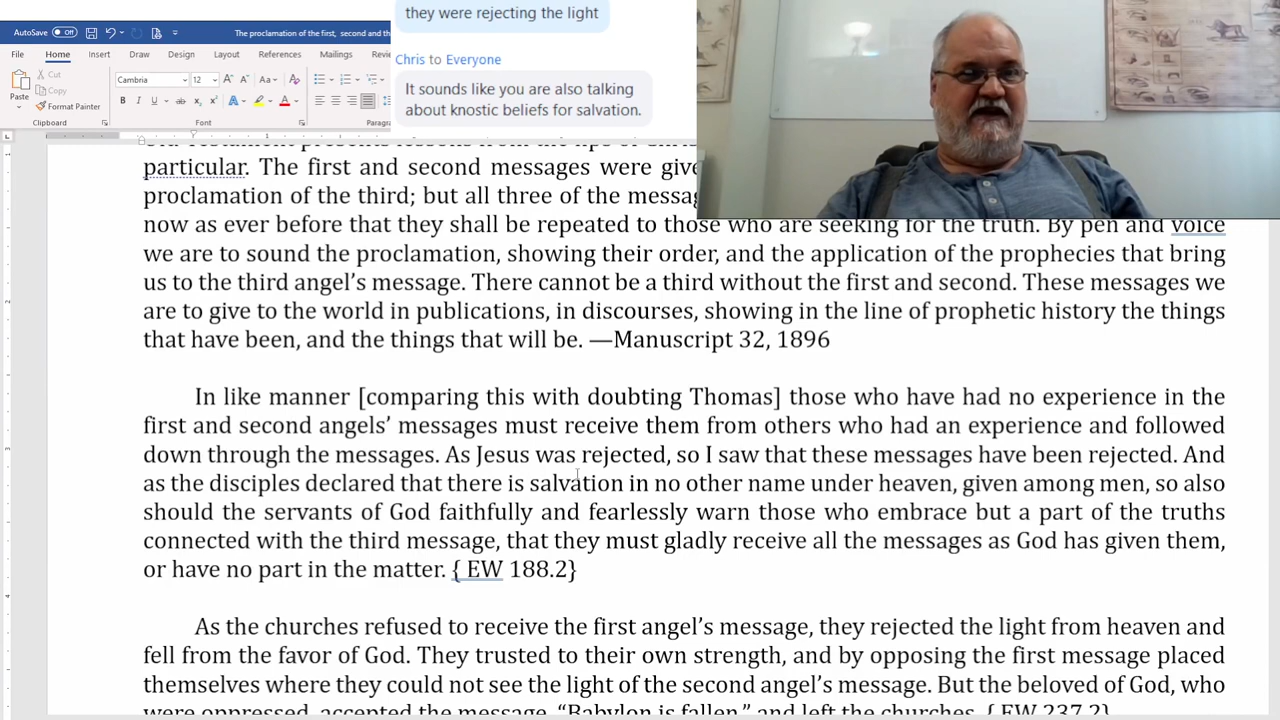 they were rejecting the light
AutoSave Off
The proclamation of the first, second and th
Home Insert Draw Design Layout References Mailings
Chris to Everyone
It sounds like you are also talking
about knostic beliefs for salvation.
Paste
Cut
Copy
Format Painter
Cambria 12
Clipboard Font Paragra
particular. The first and second messages were give
proclamation of the third; but all three of the messag
now as ever before that they shall be repeated to those who are seeking for the truth. By pen and voice
we are to sound the proclamation, showing their order, and the application of the prophecies that bring
us to the third angel's message. There cannot be a third without the first and second. These messages we
are to give to the world in publications, in discourses, showing in the line of prophetic history the things
that have been, and the things that will be. —Manuscript 32, 1896
In like manner [comparing this with doubting Thomas] those who have had no experience in the
first and second angels' messages must receive them from others who had an experience and followed
down through the messages. As Jesus was rejected, so I saw that these messages have been rejected. And
as the disciples declared that there is salvation in no other name under heaven, given among men, so also
should the servants of God faithfully and fearlessly warn those who embrace but a part of the truths
connected with the third message, that they must gladly receive all the messages as God has given them,
or have no part in the matter. { EW 188.2}
As the churches refused to receive the first angel's message, they rejected the light from heaven and
fell from the favor of God. They trusted to their own strength, and by opposing the first message placed
themselves where they could not see the light of the second angel's message. But the beloved of God, who
were oppressed, accepted the message, "Babylon is fallen," and left the churches. { EW 237.2}